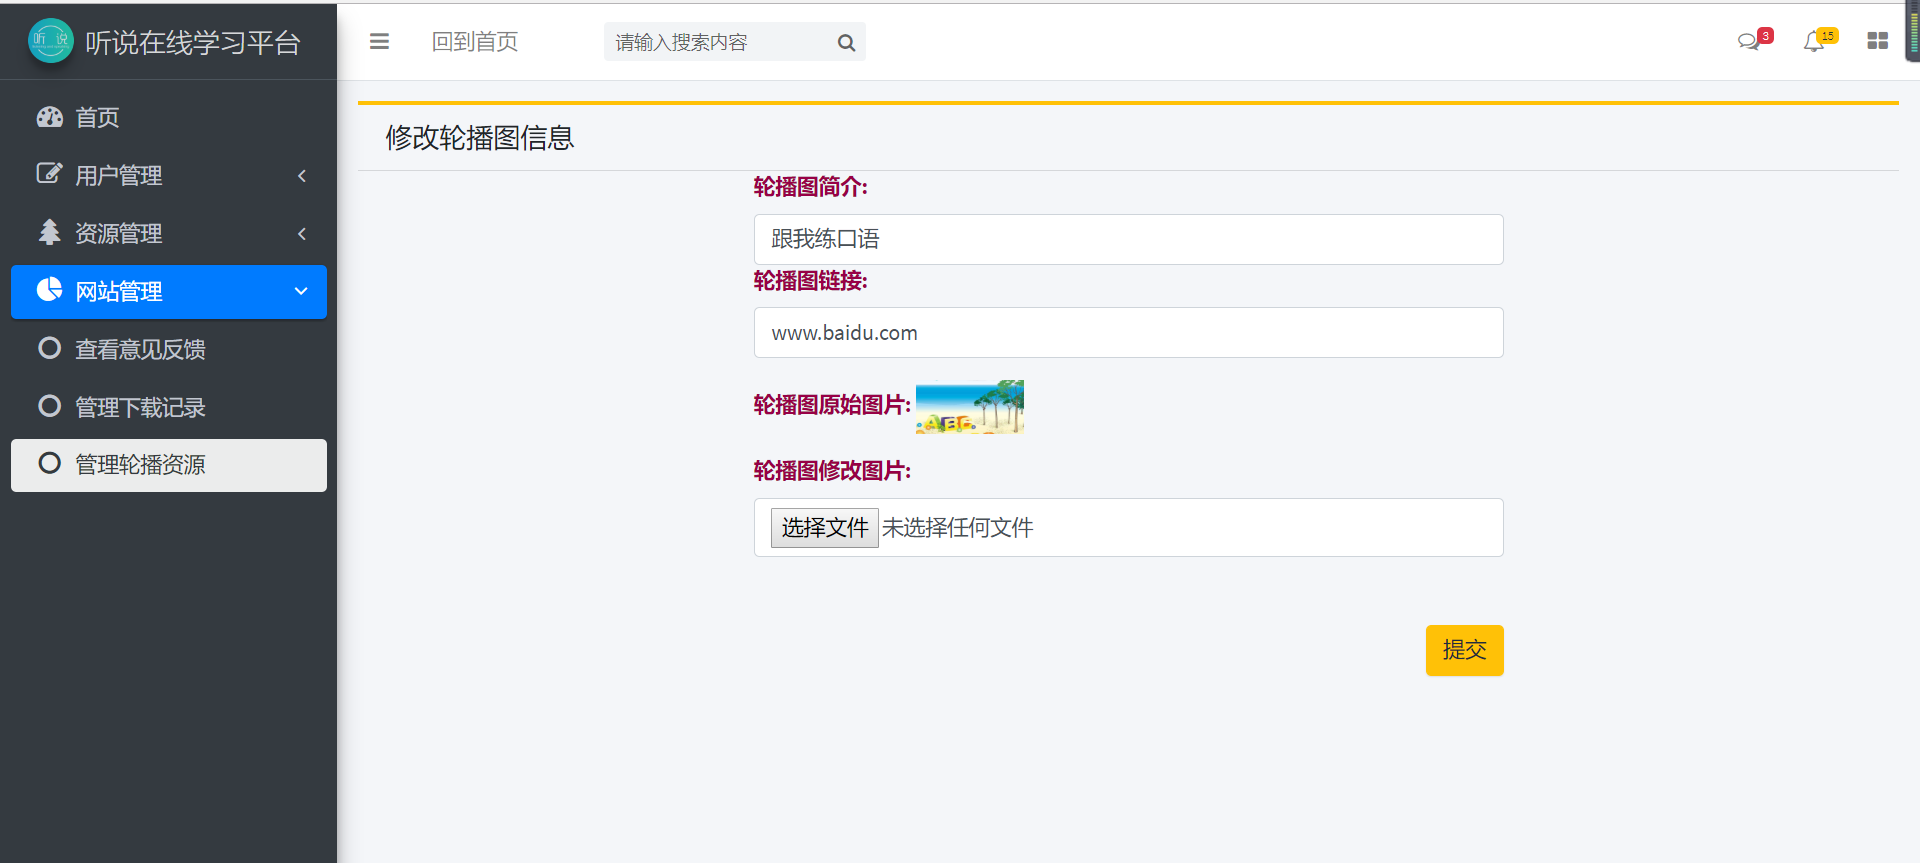 听 说
听说在线学习平台
回到首页
请输入搜索内容
3
15
首页
用户管理
资源管理
网站管理
查看意见反馈
管理下载记录
管理轮播资源
修改轮播图信息
轮播图简介:
跟我练口语
轮播图链接:
www.baidu.com
轮播图原始图片:
轮播图修改图片:
选择文件 未选择任何文件
提交